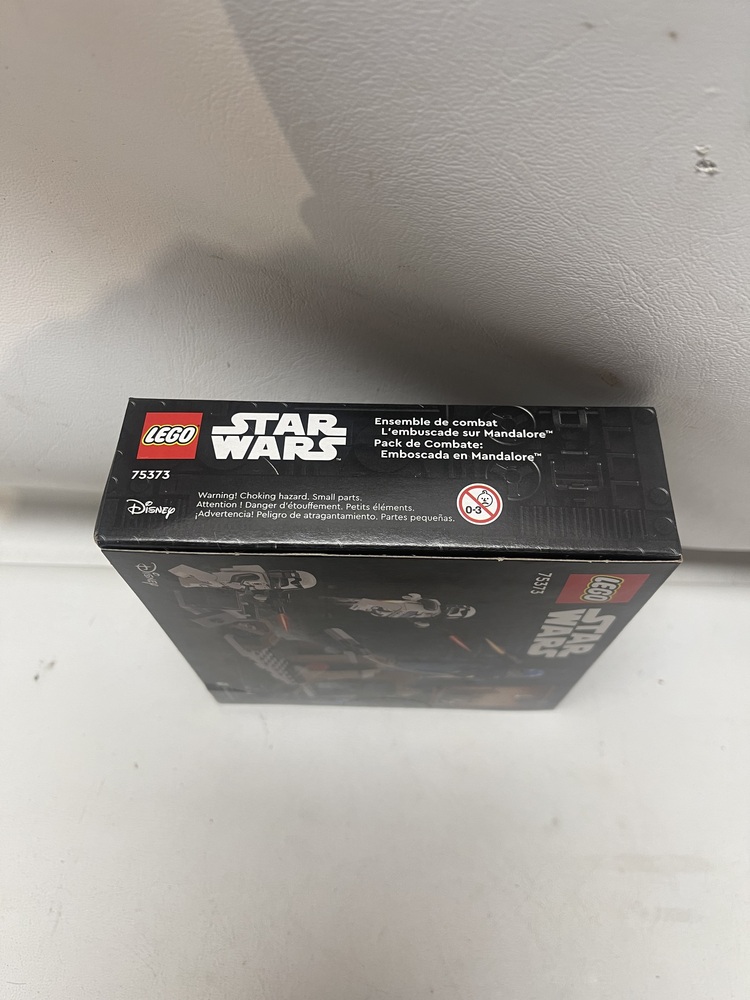 LEGO
STAR
WARS™
75373
Disney
Ensemble de combat
L'embuscade sur Mandalore™
Pack de Combate:
Emboscada en Mandalore™
Warning! Choking hazard. Small parts.
Attention ! Danger d'étouffement. Petits éléments.
¡Advertencia! Peligro de atragantamiento. Partes pequeñas.
0-3
Disney
75373
LEGO
STAR
WARS